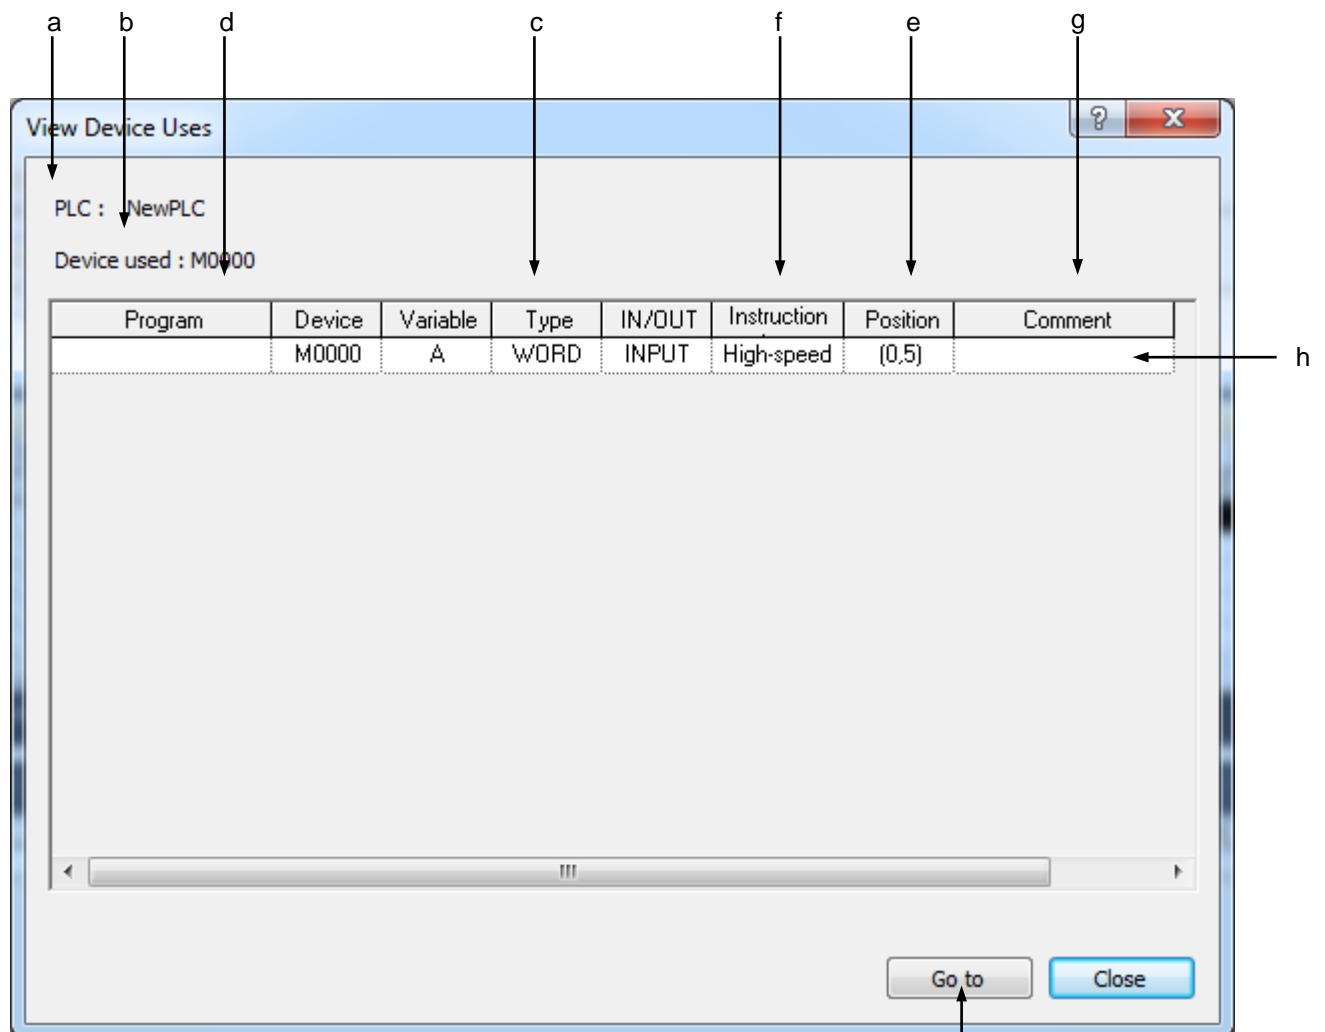 a b d c f e g
View Device Uses ?
PLC : NewPLC
Device used : M0000
Program Device Variable Type IN/OUT Instruction Position Comment
M0000 A WORD INPUT High-speed (0,5)
h
Go to Close